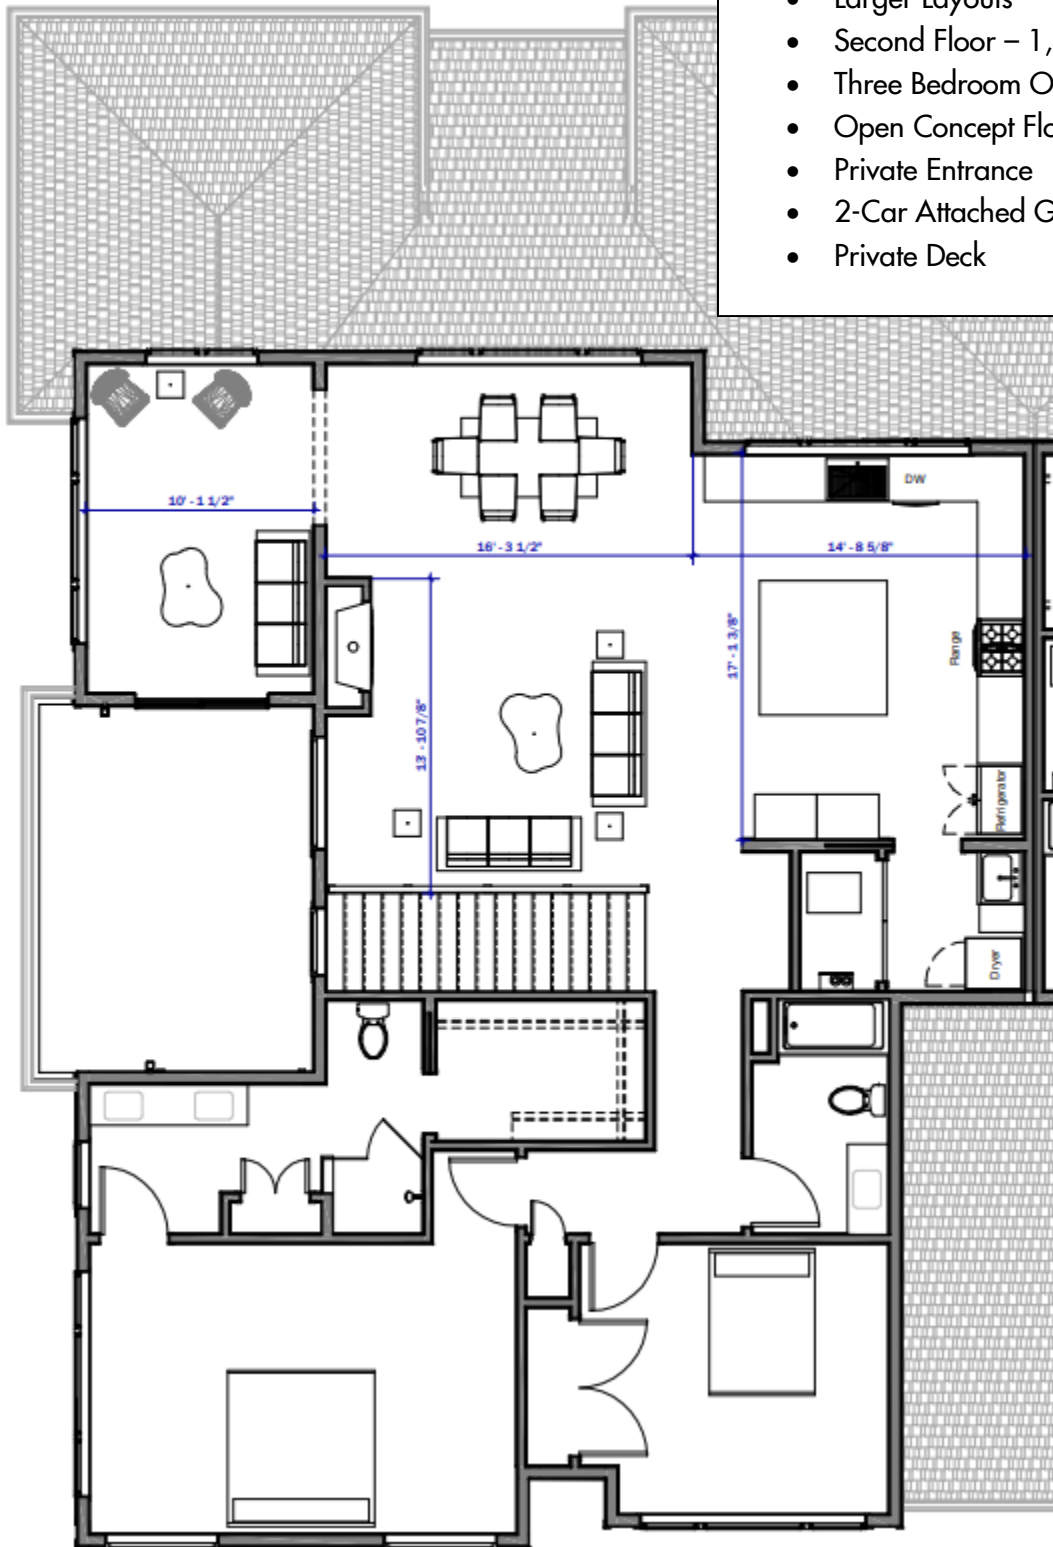 Larger Layouts
Second Floor – 1,
Three Bedroom O
Open Concept Flo
Private Entrance
2-Car Attached G
Private Deck
DW
10' - 1 1/2"
16' - 3 1/2"
14' - 8 5/8"
17' - 1 3/8"
Range
13' - 10 7/8"
Refrigerator
Dryer